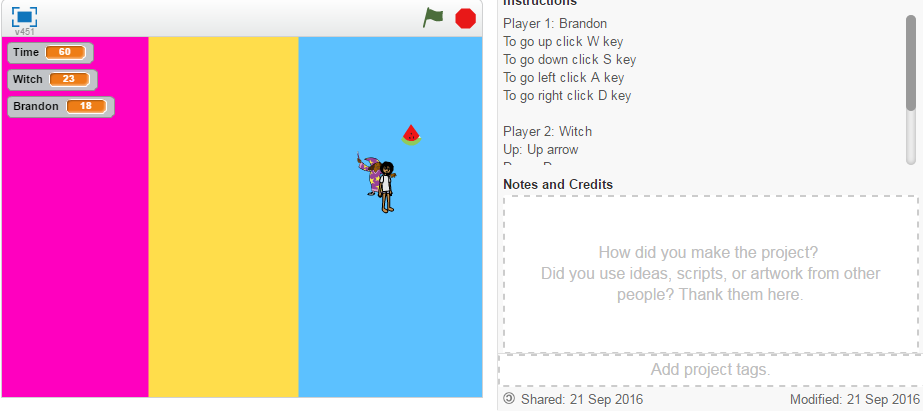 v451
Time 60
Witch 23
Brandon 18
Instructions
Player 1: Brandon
To go up click W key
To go down click S key
To go left click A key
To go right click D key
Player 2: Witch
Up: Up arrow
Notes and Credits
How did you make the project?
Did you use ideas, scripts, or artwork from other
people? Thank them here.
Add project tags.
Shared: 21 Sep 2016
Modified: 21 Sep 2016